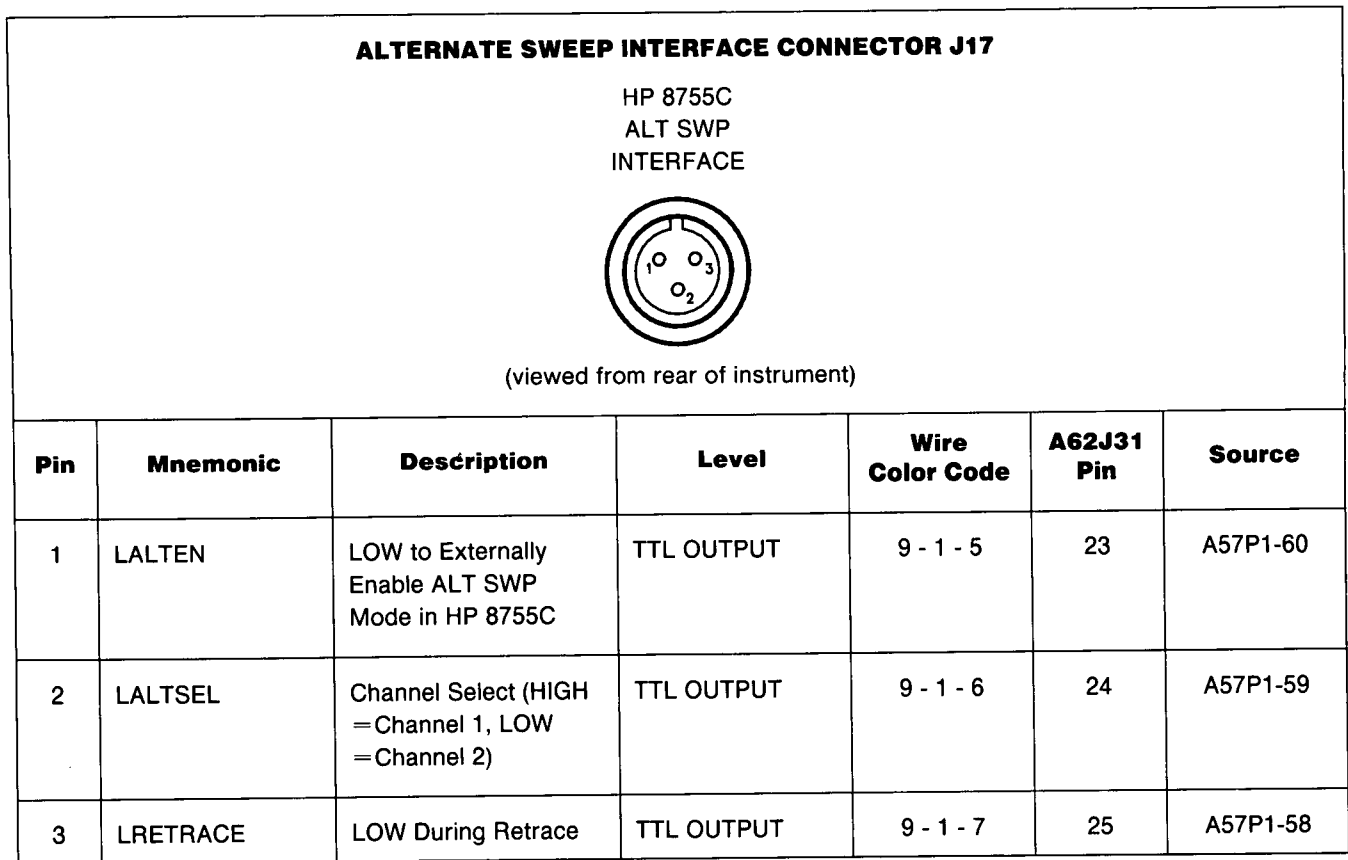 ALTERNATE SWEEP INTERFACE CONNECTOR J17
HP 8755C
ALT SWP
INTERFACE
1 3
2
(viewed from rear of instrument)
Pin Mnemonic Description Level Wire Color Code A62J31 Pin Source
1 LALTEN LOW to Externally TTL OUTPUT 9 - 1 - 5 23 A57P1-60
Enable ALT SWP
Mode in HP 8755C
2 LALTSEL Channel Select (HIGH TTL OUTPUT 9 - 1 - 6 24 A57P1-59
=Channel 1, LOW
=Channel 2)
3 LRETRACE LOW During Retrace TTL OUTPUT 9 - 1 - 7 25 A57P1-58